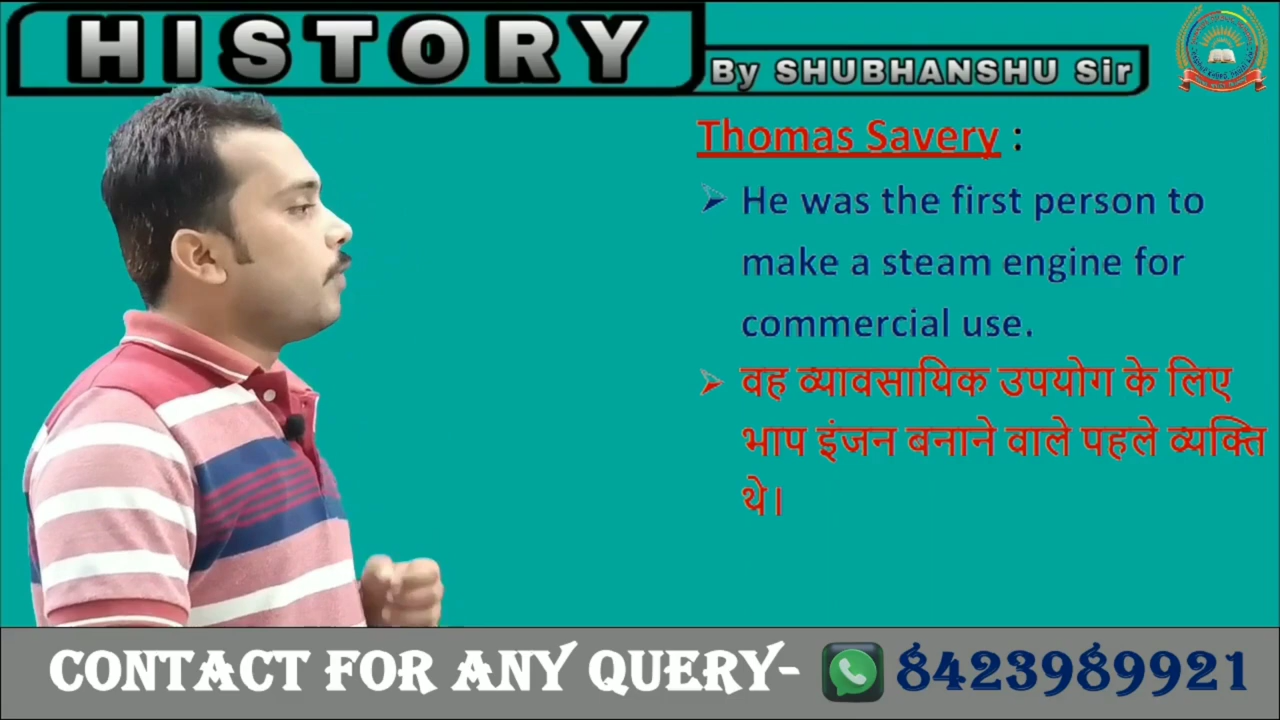 HISTORY
By SHUBHANSHU Sir
Thomas Savery :
He was the first person to
make a steam engine for
commercial use.
वह व्यावसायिक उपयोग के लिए
भाप इंजन बनाने वाले पहले व्यक्ति
थे।
CONTACT FOR ANY QUERY- 8423989921